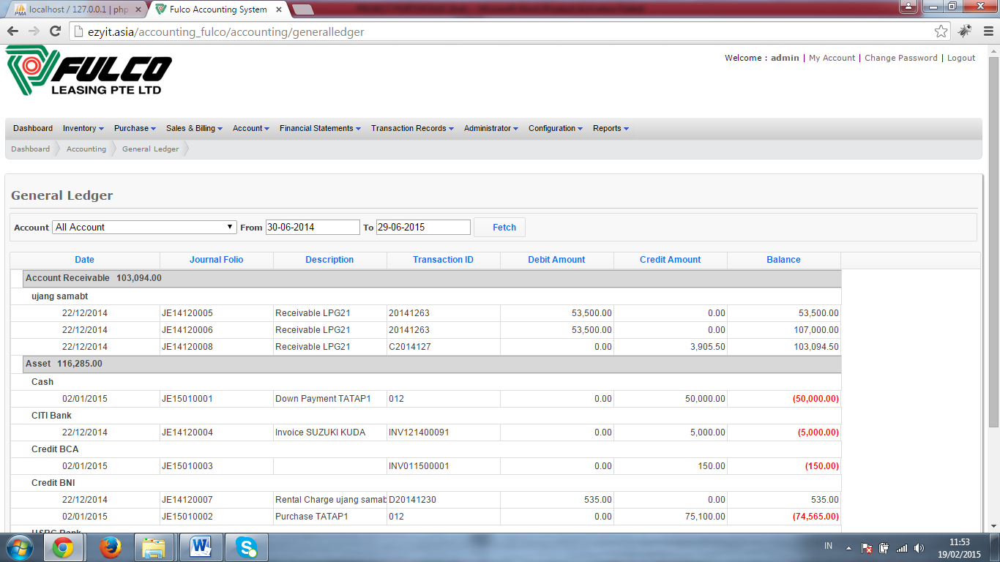 localhost / 127.0.0.1 | php
Fulco Accounting System
ezyit.asia/accounting_fulco/accounting/generalledger
FULCO
LEASING PTE LTD
Welcome : admin | My Account | Change Password | Logout
Dashboard Inventory Purchase Sales & Billing Account Financial Statements Transaction Records Administrator Configuration Reports
Dashboard Accounting General Ledger
General Ledger
Account All Account From 30-06-2014 To 29-06-2015 Fetch
Date Journal Folio Description Transaction ID Debit Amount Credit Amount Balance
Account Receivable 103,094.00
ujang samabt
22/12/2014 JE14120005 Receivable LPG21 20141263 53,500.00 0.00 53,500.00
22/12/2014 JE14120006 Receivable LPG21 20141263 53,500.00 0.00 107,000.00
22/12/2014 JE14120008 Receivable LPG21 C2014127 0.00 3,905.50 103,094.50
Asset 116,285.00
Cash
02/01/2015 JE15010001 Down Payment TATAP1 012 0.00 50,000.00 (50,000.00)
CITI Bank
22/12/2014 JE14120004 Invoice SUZUKI KUDA INV121400091 0.00 5,000.00 (5,000.00)
Credit BCA
02/01/2015 JE15010003 INV011500001 0.00 150.00 (150.00)
Credit BNI
22/12/2014 JE14120007 Rental Charge ujang samab D20141230 535.00 0.00 535.00
02/01/2015 JE15010002 Purchase TATAP1 012 0.00 75,100.00 (74,565.00)
IN 11:53
19/02/2015